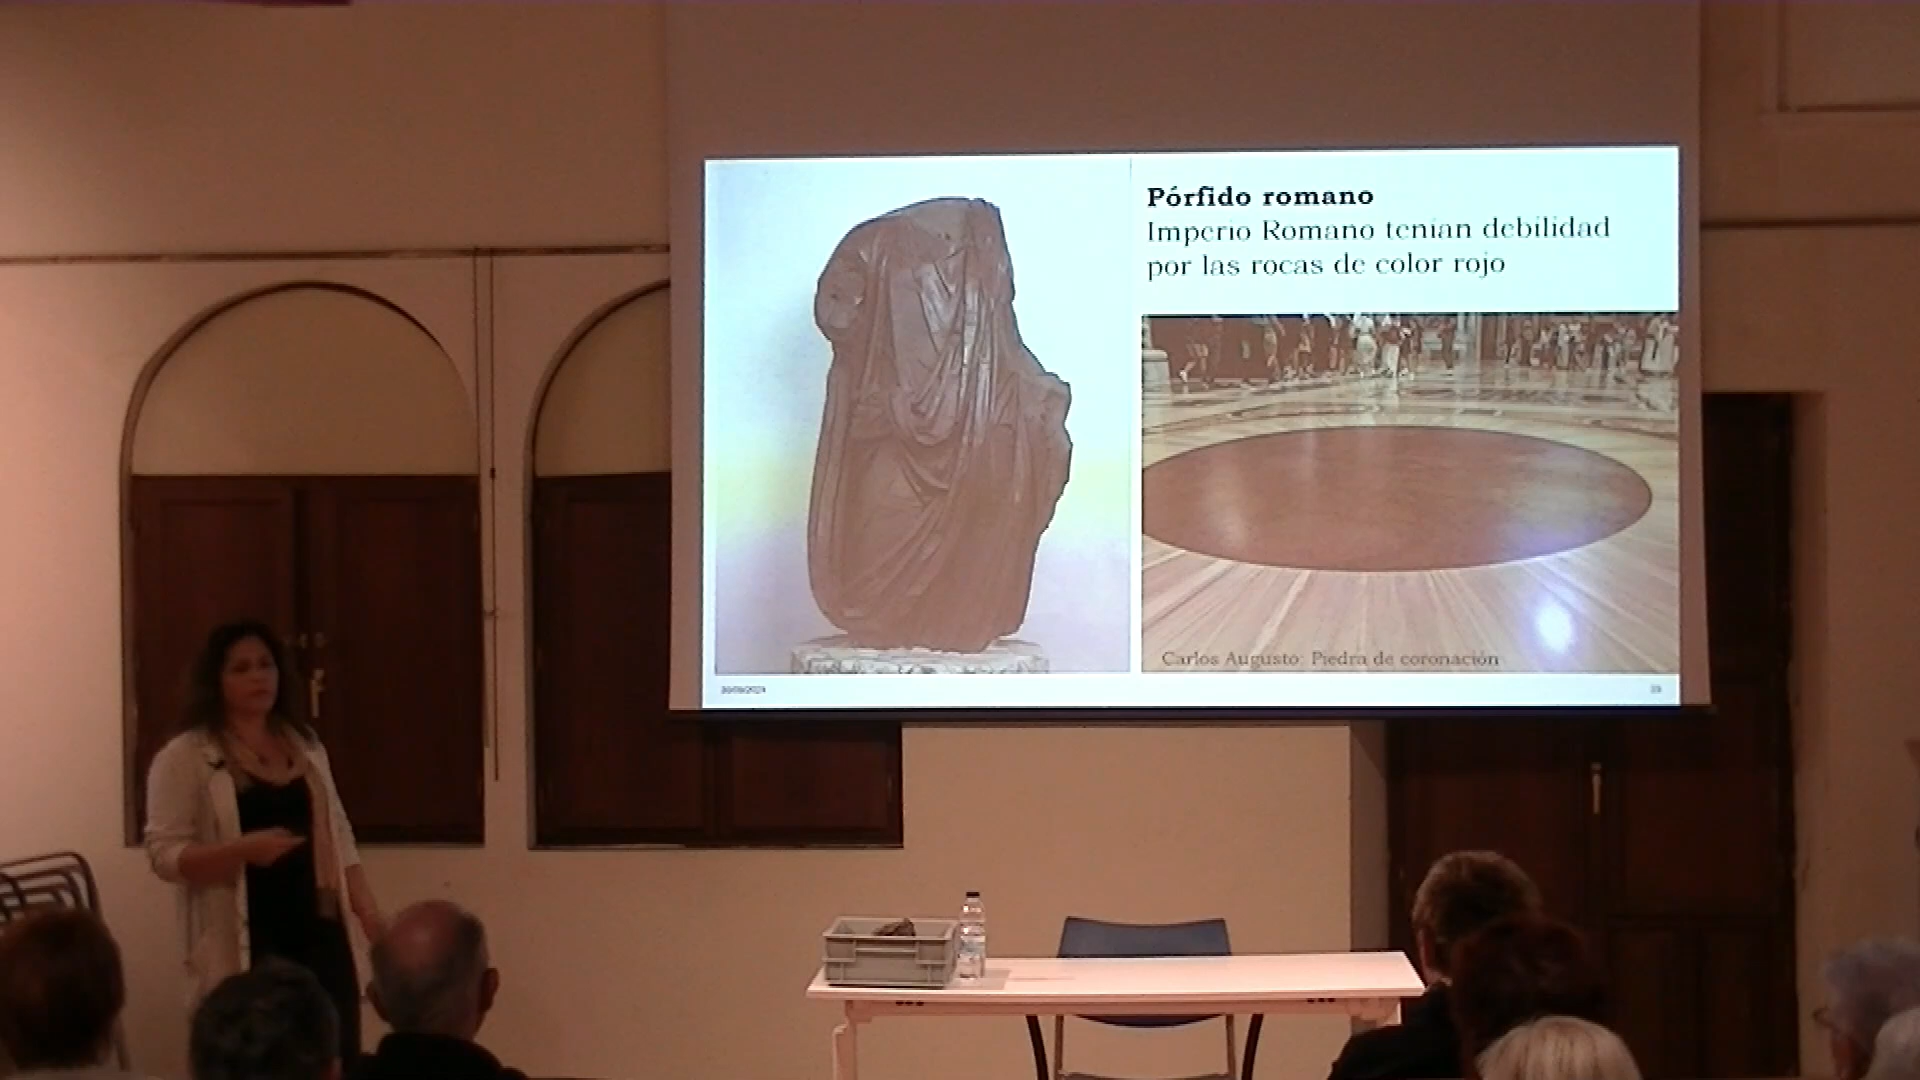 Pórfido romano
Imperio Romano tenían debilidad
por las rocas de color rojo
Carlos Augusto: Piedra de coronación